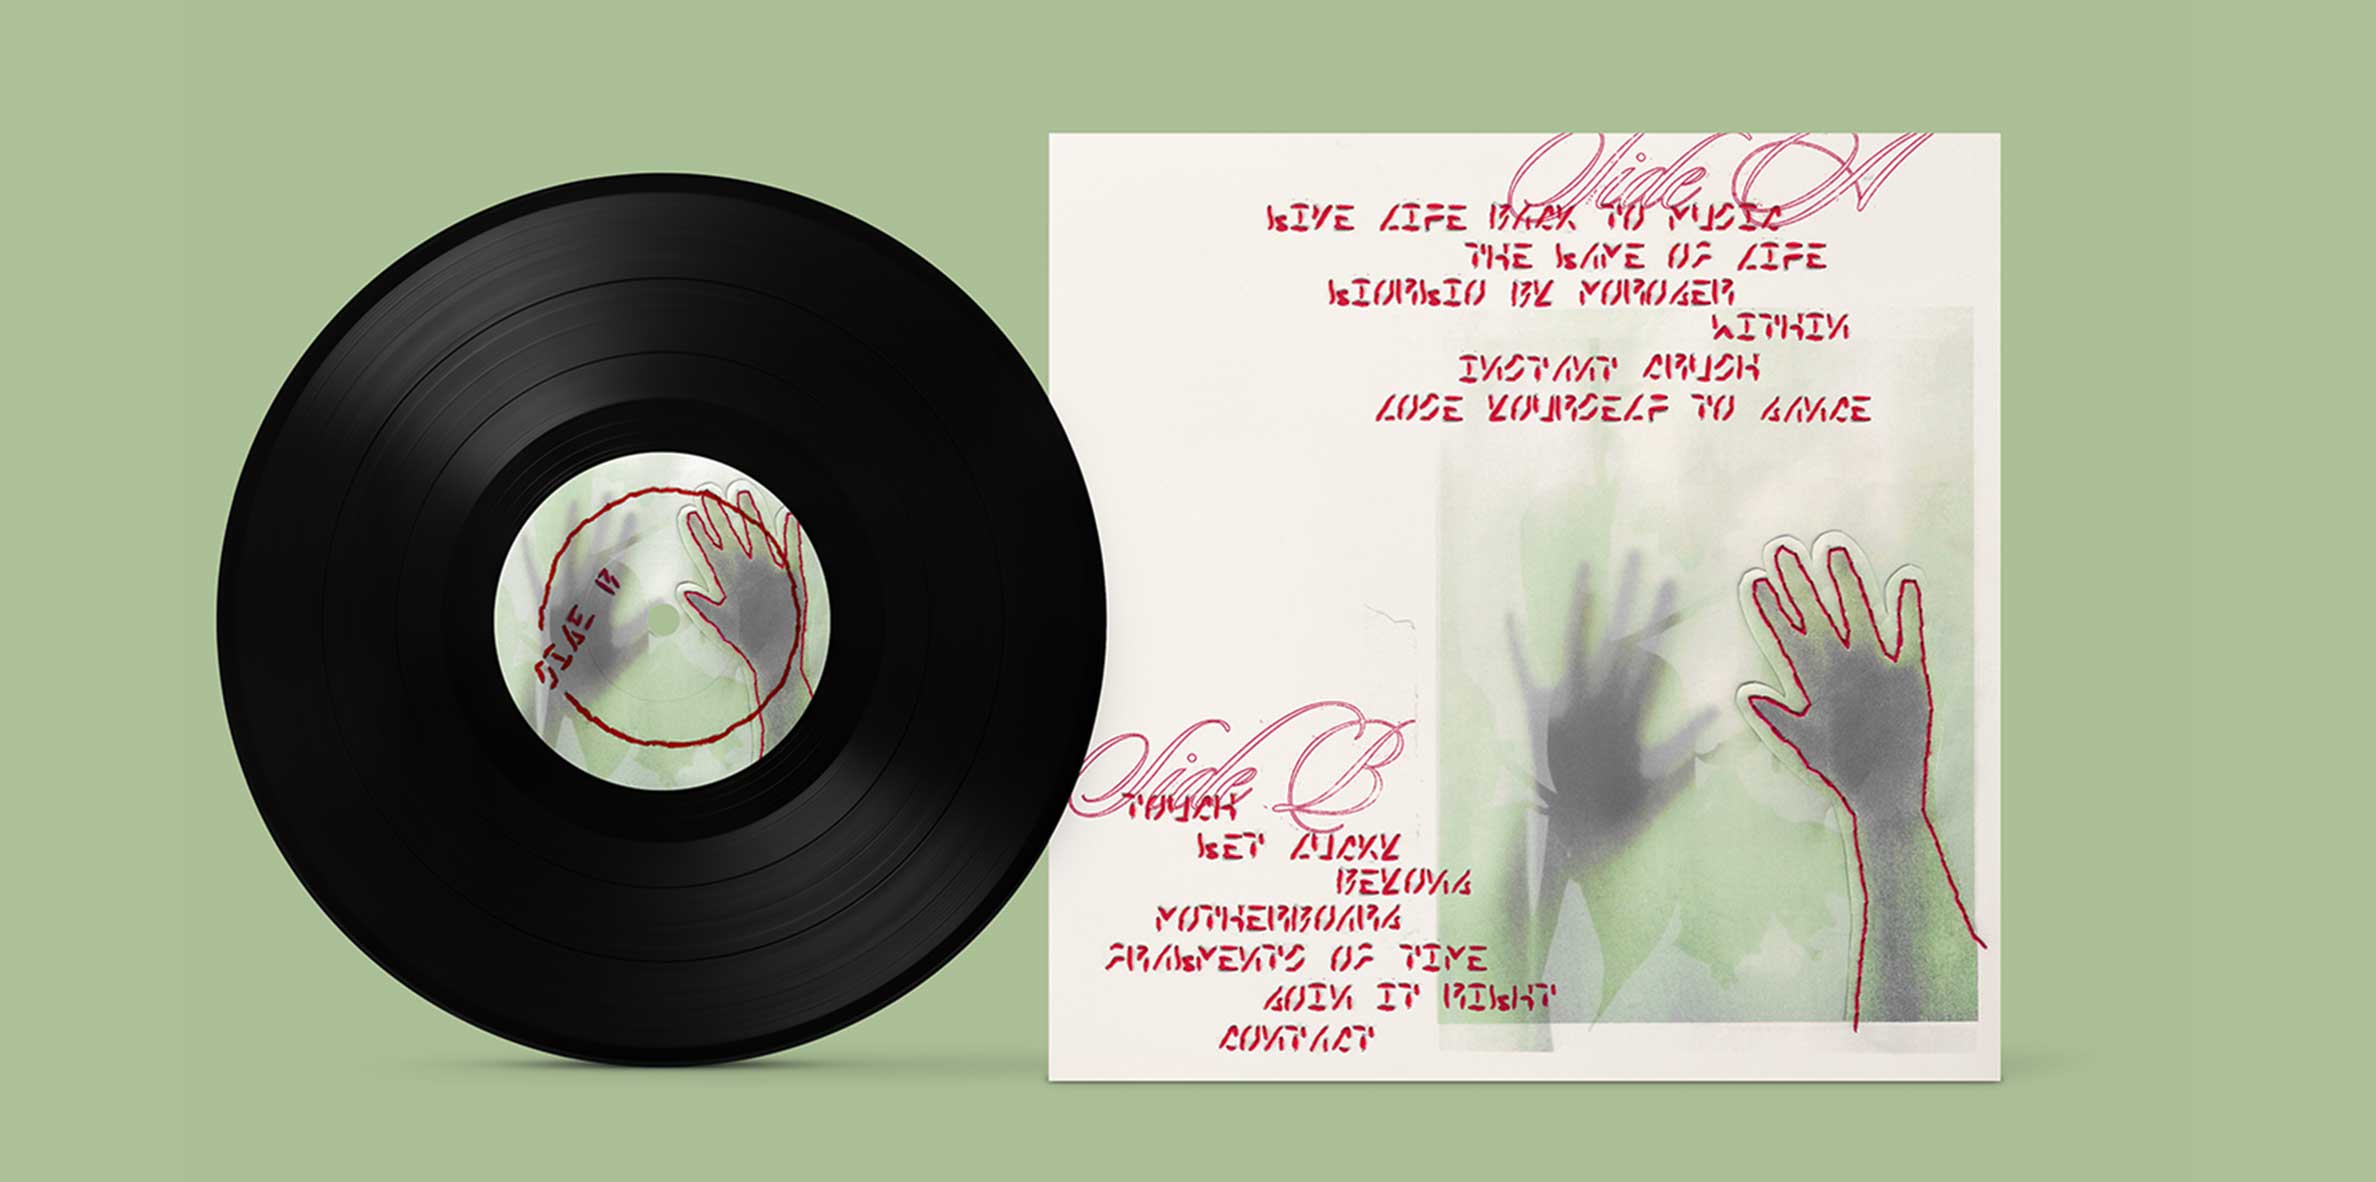 SIDE B
Side A
GIVE LIFE BACK TO MUSIC
THE GAME OF LIFE
GIORGIO BY MORODER
WITHIN
INSTANT CRUSH
LOSE YOURSELF TO DANCE
Side B
TOUCH
GET LUCKY
BEYOND
MOTHERBOARD
FRAGMENTS OF TIME
DOIN IT RIGHT
CONTACT